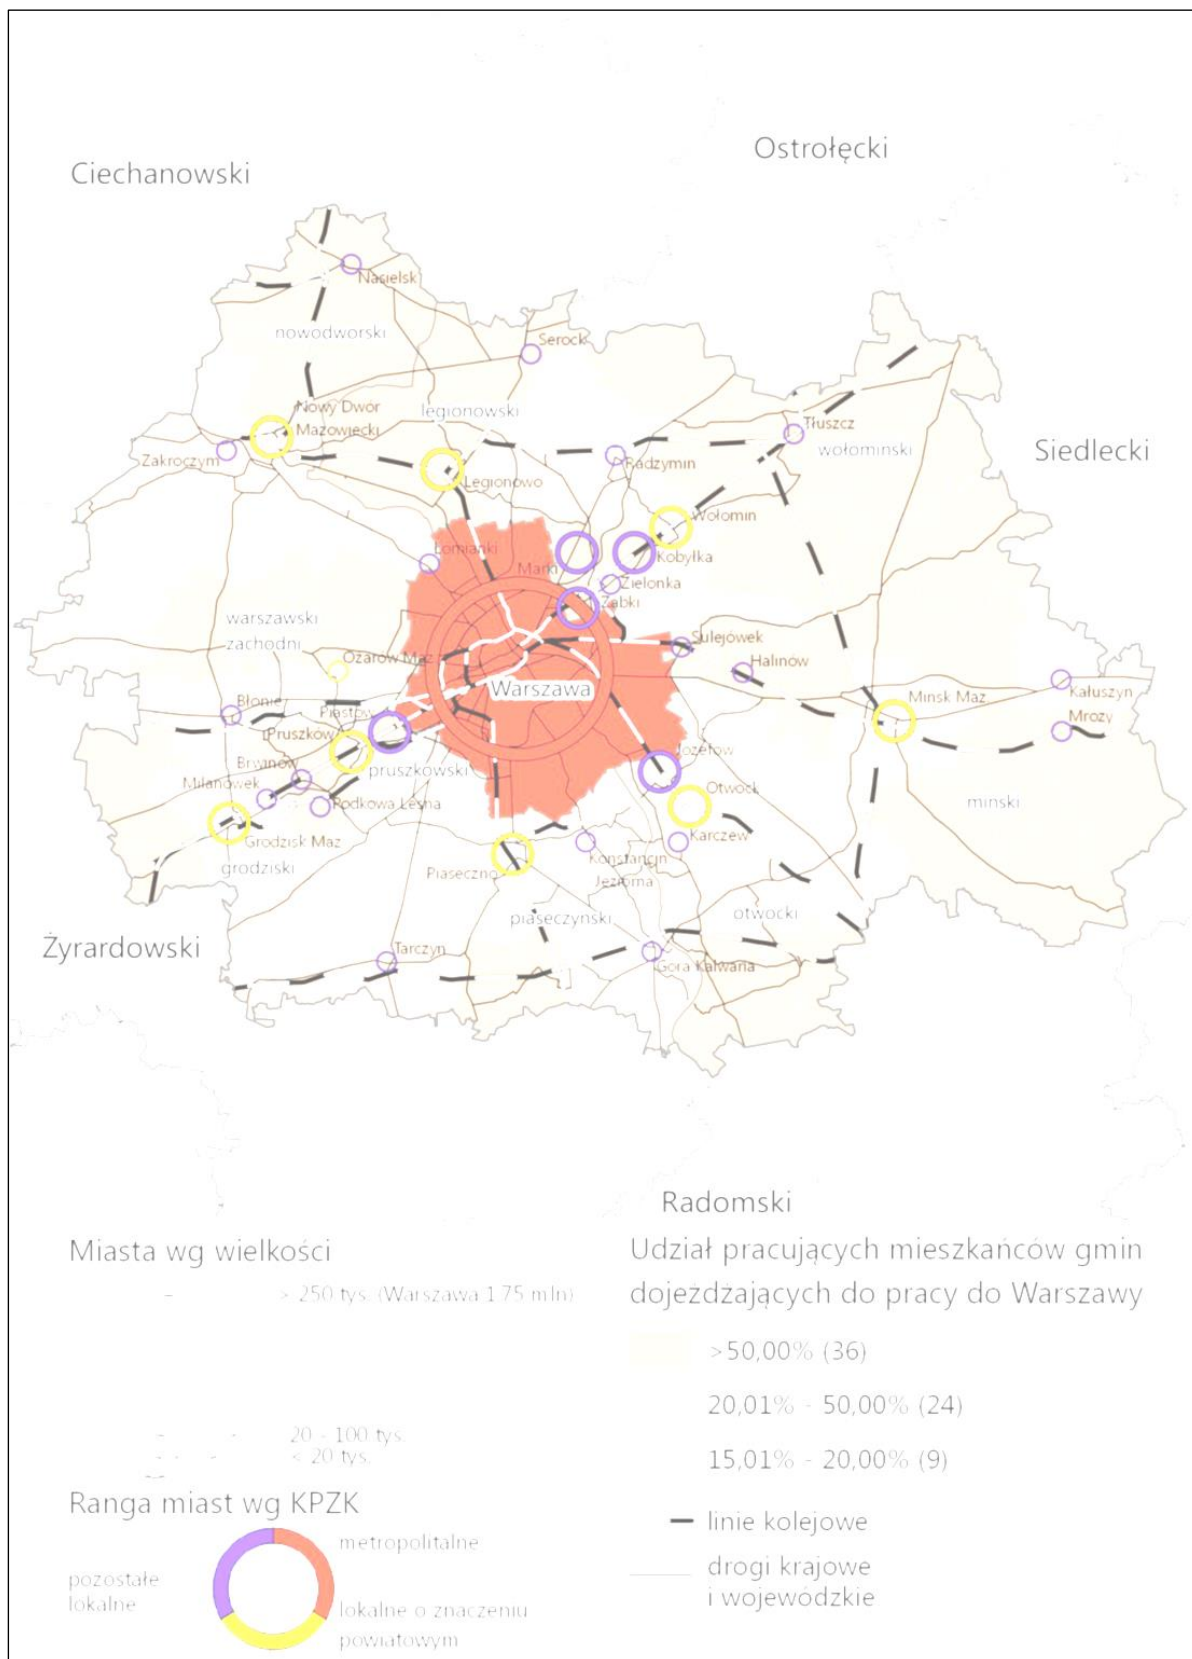 Ostrołęcki
Ciechanowski
Nasielsk
nowodworski
Serock
Nowy Dwór
Mazowiecki
legionowski
Tłuszcz
wołominski
Siedlecki
Zakroczym
Radzymin
Legionowo
Wołomin
Łomianki
Marki
Kobyłka
Zielonka
Ząbki
warszawski
zachodni
Sulejówek
Ożarów Maz
Halinów
Warszawa
Kałuszyn
Błonie
Minsk Maz
Piastów
Mrozy
Pruszków
Józefów
Brwinów
pruszkowski
Milanówek
Otwock
minski
Podkowa Leśna
Grodzisk Maz
Karczew
grodziski
Konstancin
Piaseczno
Jeziorna
piaseczyński
otwocki
Żyrardowski
Tarczyn
Góra Kalwaria
Radomski
Miasta wg wielkości
> 250 tys. (Warszawa 1.75 mln)
20 - 100 tys.
< 20 tys.
Ranga miast wg KPZK
metropolitalne
pozostałe
lokalne
lokalne o znaczeniu
powiatowym
Udział pracujących mieszkańców gmin
dojeżdżających do pracy do Warszawy
>50,00% (36)
20,01% - 50,00% (24)
15,01% - 20,00% (9)
linie kolejowe
drogi krajowe
i wojewódzkie